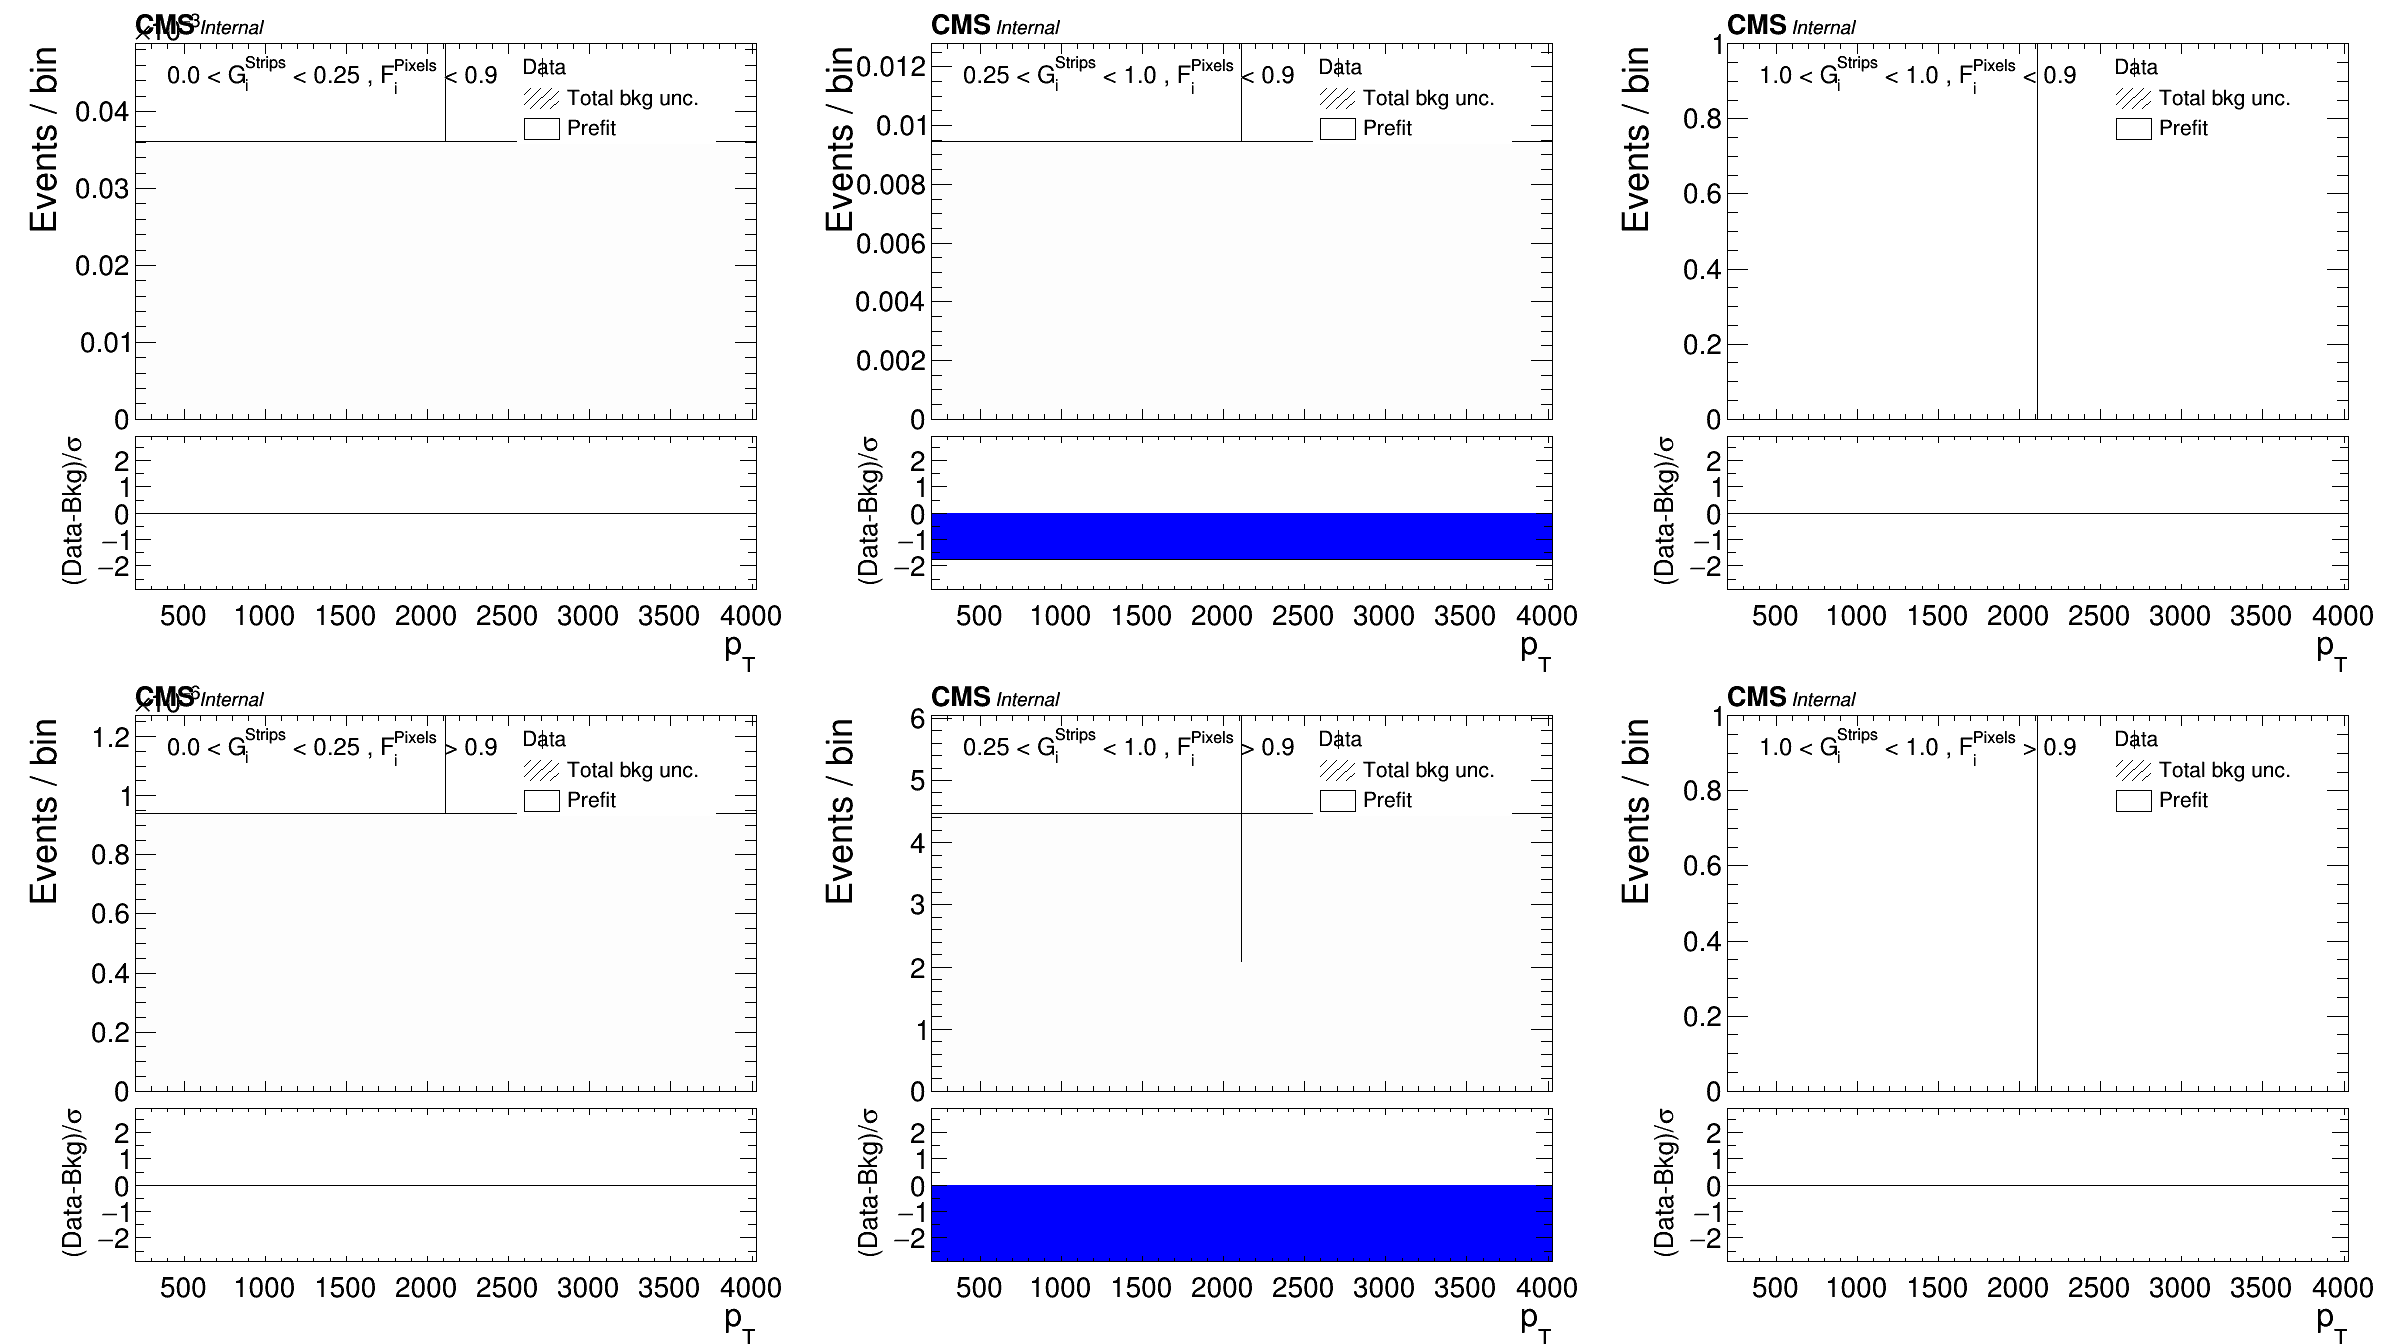 CMS Internal
×10⁻³
0.0 < G_i^Strips < 0.25 , F_i^Pixels < 0.9
Data
Total bkg unc.
Prefit
Events / bin
0.04
0.03
0.02
0.01
0
(Data-Bkg)/σ
2
1
0
−1
−2
500 1000 1500 2000 2500 3000 3500 4000
p_T
CMS Internal
0.25 < G_i^Strips < 1.0 , F_i^Pixels < 0.9
Data
Total bkg unc.
Prefit
Events / bin
0.012
0.01
0.008
0.006
0.004
0.002
0
(Data-Bkg)/σ
2
1
0
−1
−2
500 1000 1500 2000 2500 3000 3500 4000
p_T
CMS Internal
1.0 < G_i^Strips < 1.0 , F_i^Pixels < 0.9
Data
Total bkg unc.
Prefit
Events / bin
1
0.8
0.6
0.4
0.2
0
(Data-Bkg)/σ
2
1
0
−1
−2
500 1000 1500 2000 2500 3000 3500 4000
p_T
CMS Internal
×10⁻⁶
0.0 < G_i^Strips < 0.25 , F_i^Pixels > 0.9
Data
Total bkg unc.
Prefit
Events / bin
1.2
1
0.8
0.6
0.4
0.2
0
(Data-Bkg)/σ
2
1
0
−1
−2
500 1000 1500 2000 2500 3000 3500 4000
p_T
CMS Internal
0.25 < G_i^Strips < 1.0 , F_i^Pixels > 0.9
Data
Total bkg unc.
Prefit
Events / bin
6
5
4
3
2
1
0
(Data-Bkg)/σ
2
1
0
−1
−2
500 1000 1500 2000 2500 3000 3500 4000
p_T
CMS Internal
1.0 < G_i^Strips < 1.0 , F_i^Pixels > 0.9
Data
Total bkg unc.
Prefit
Events / bin
1
0.8
0.6
0.4
0.2
0
(Data-Bkg)/σ
2
1
0
−1
−2
500 1000 1500 2000 2500 3000 3500 4000
p_T